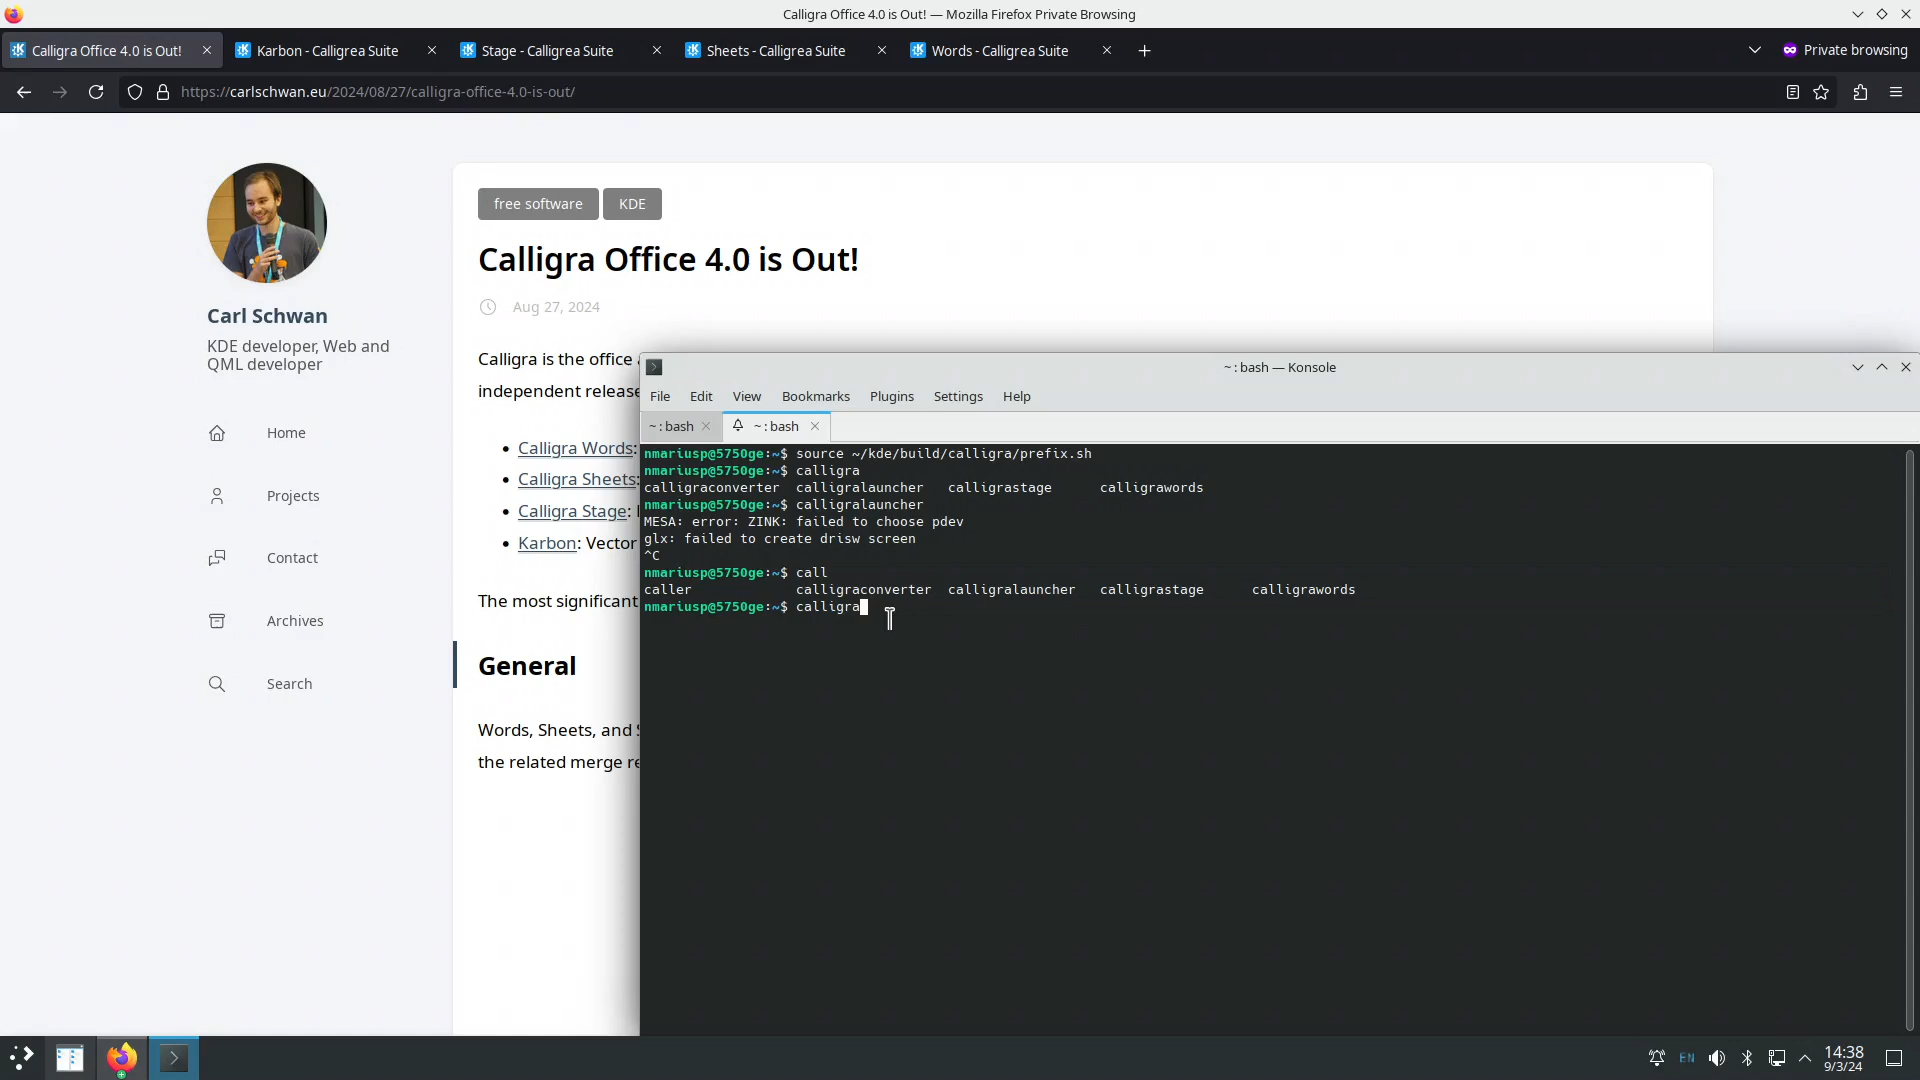 Calligra Office 4.0 is Out! — Mozilla Firefox Private Browsing
Calligra Office 4.0 is Out!
Karbon - Calligrea Suite
Stage - Calligrea Suite
Sheets - Calligrea Suite
Words - Calligrea Suite
Private browsing
https://carlschwan.eu/2024/08/27/calligra-office-4.0-is-out/
Carl Schwan
KDE developer, Web and
QML developer
Home
Projects
Contact
Archives
Search
free software
KDE
Calligra Office 4.0 is Out!
Aug 27, 2024
Calligra is the office
independent release
Calligra Words:
Calligra Sheets:
Calligra Stage:
Karbon: Vector
The most significant
General
Words, Sheets, and
the related merge
~ : bash — Konsole
File Edit View Bookmarks Plugins Settings Help
~ : bash
~ : bash
nmariusp@5750ge:~$ source ~/kde/build/calligra/prefix.sh
nmariusp@5750ge:~$ calligra
calligraconverter calligralauncher calligrastage calligrawords
nmariusp@5750ge:~$ calligralauncher
MESA: error: ZINK: failed to choose pdev
glx: failed to create drisw screen
^C
nmariusp@5750ge:~$ call
caller calligraconverter calligralauncher calligrastage calligrawords
nmariusp@5750ge:~$ calligra
EN
14:38
9/3/24